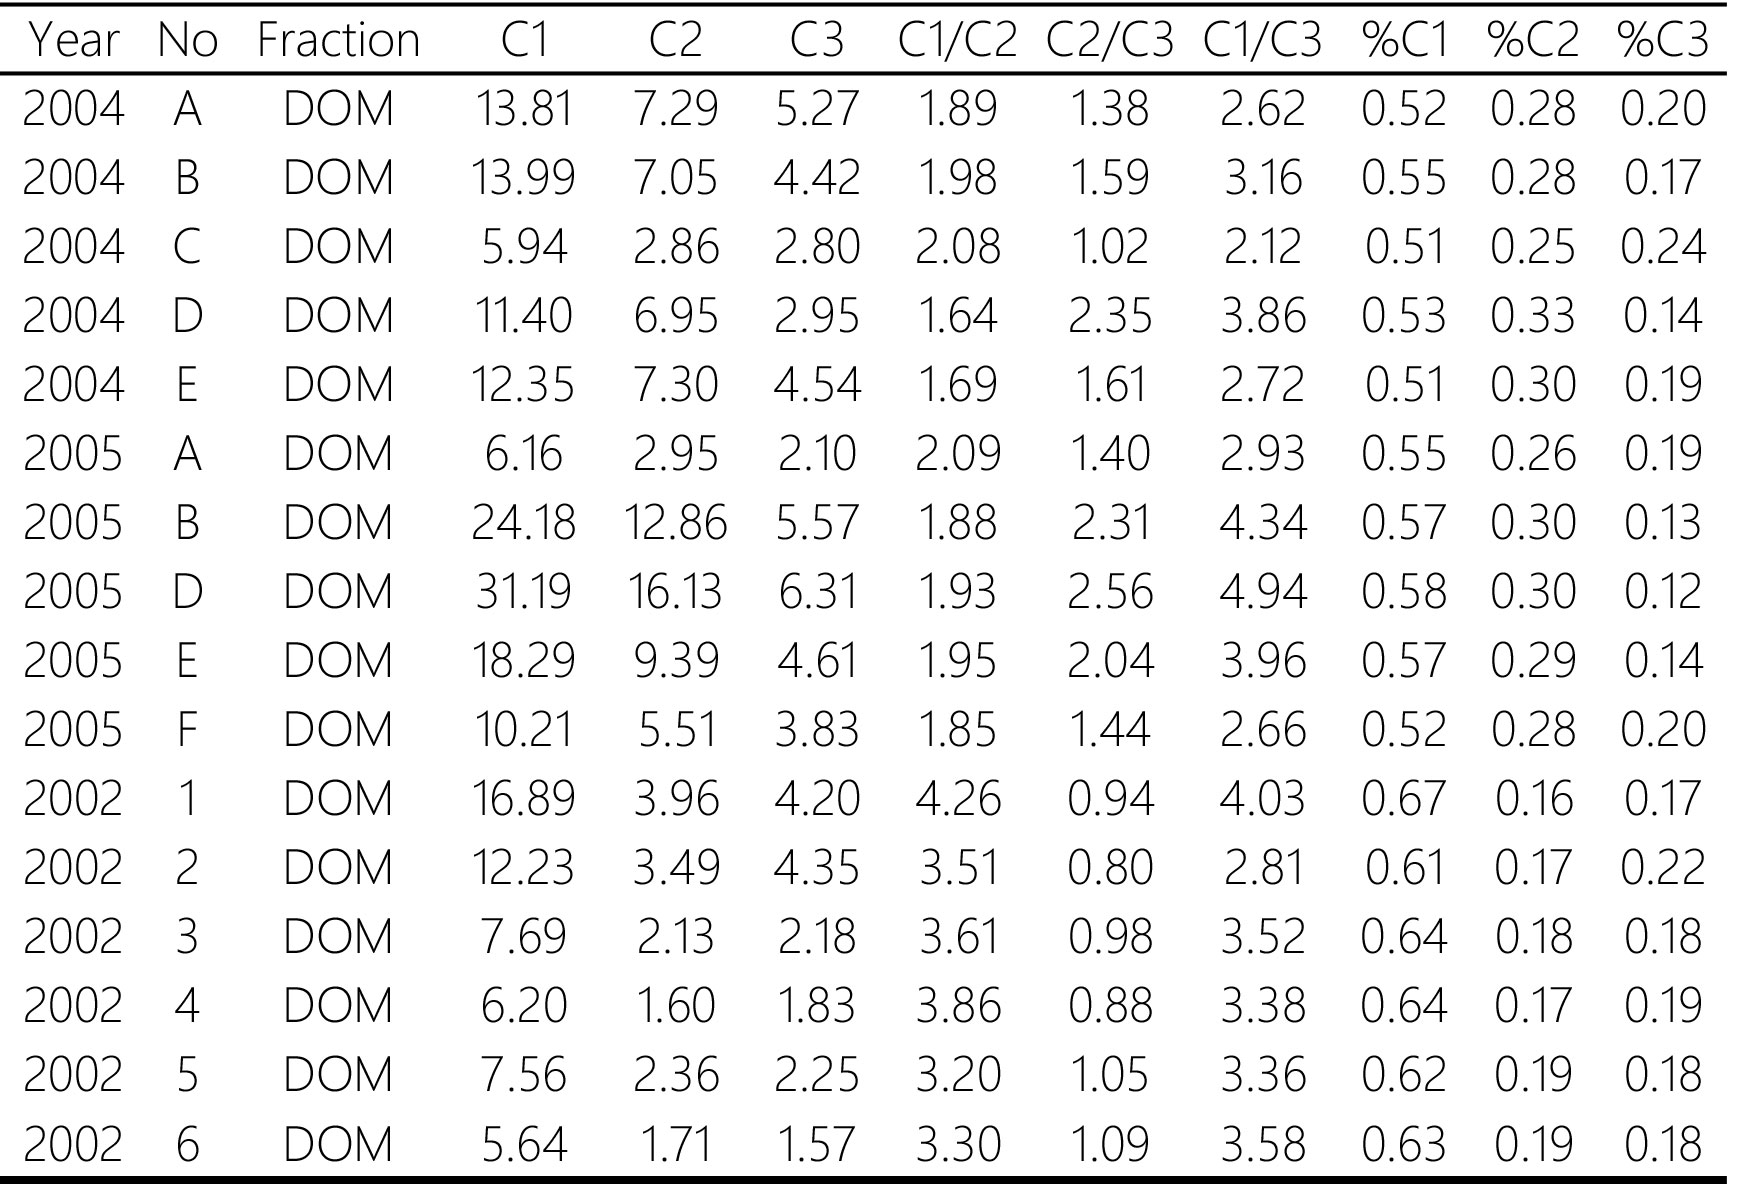 Year No Fraction C1 C2 C3 C1/C2 C2/C3 C1/C3 %C1 %C2 %C3
2004 A DOM 13.81 7.29 5.27 1.89 1.38 2.62 0.52 0.28 0.20
2004 B DOM 13.99 7.05 4.42 1.98 1.59 3.16 0.55 0.28 0.17
2004 C DOM 5.94 2.86 2.80 2.08 1.02 2.12 0.51 0.25 0.24
2004 D DOM 11.40 6.95 2.95 1.64 2.35 3.86 0.53 0.33 0.14
2004 E DOM 12.35 7.30 4.54 1.69 1.61 2.72 0.51 0.30 0.19
2005 A DOM 6.16 2.95 2.10 2.09 1.40 2.93 0.55 0.26 0.19
2005 B DOM 24.18 12.86 5.57 1.88 2.31 4.34 0.57 0.30 0.13
2005 D DOM 31.19 16.13 6.31 1.93 2.56 4.94 0.58 0.30 0.12
2005 E DOM 18.29 9.39 4.61 1.95 2.04 3.96 0.57 0.29 0.14
2005 F DOM 10.21 5.51 3.83 1.85 1.44 2.66 0.52 0.28 0.20
2002 1 DOM 16.89 3.96 4.20 4.26 0.94 4.03 0.67 0.16 0.17
2002 2 DOM 12.23 3.49 4.35 3.51 0.80 2.81 0.61 0.17 0.22
2002 3 DOM 7.69 2.13 2.18 3.61 0.98 3.52 0.64 0.18 0.18
2002 4 DOM 6.20 1.60 1.83 3.86 0.88 3.38 0.64 0.17 0.19
2002 5 DOM 7.56 2.36 2.25 3.20 1.05 3.36 0.62 0.19 0.18
2002 6 DOM 5.64 1.71 1.57 3.30 1.09 3.58 0.63 0.19 0.18